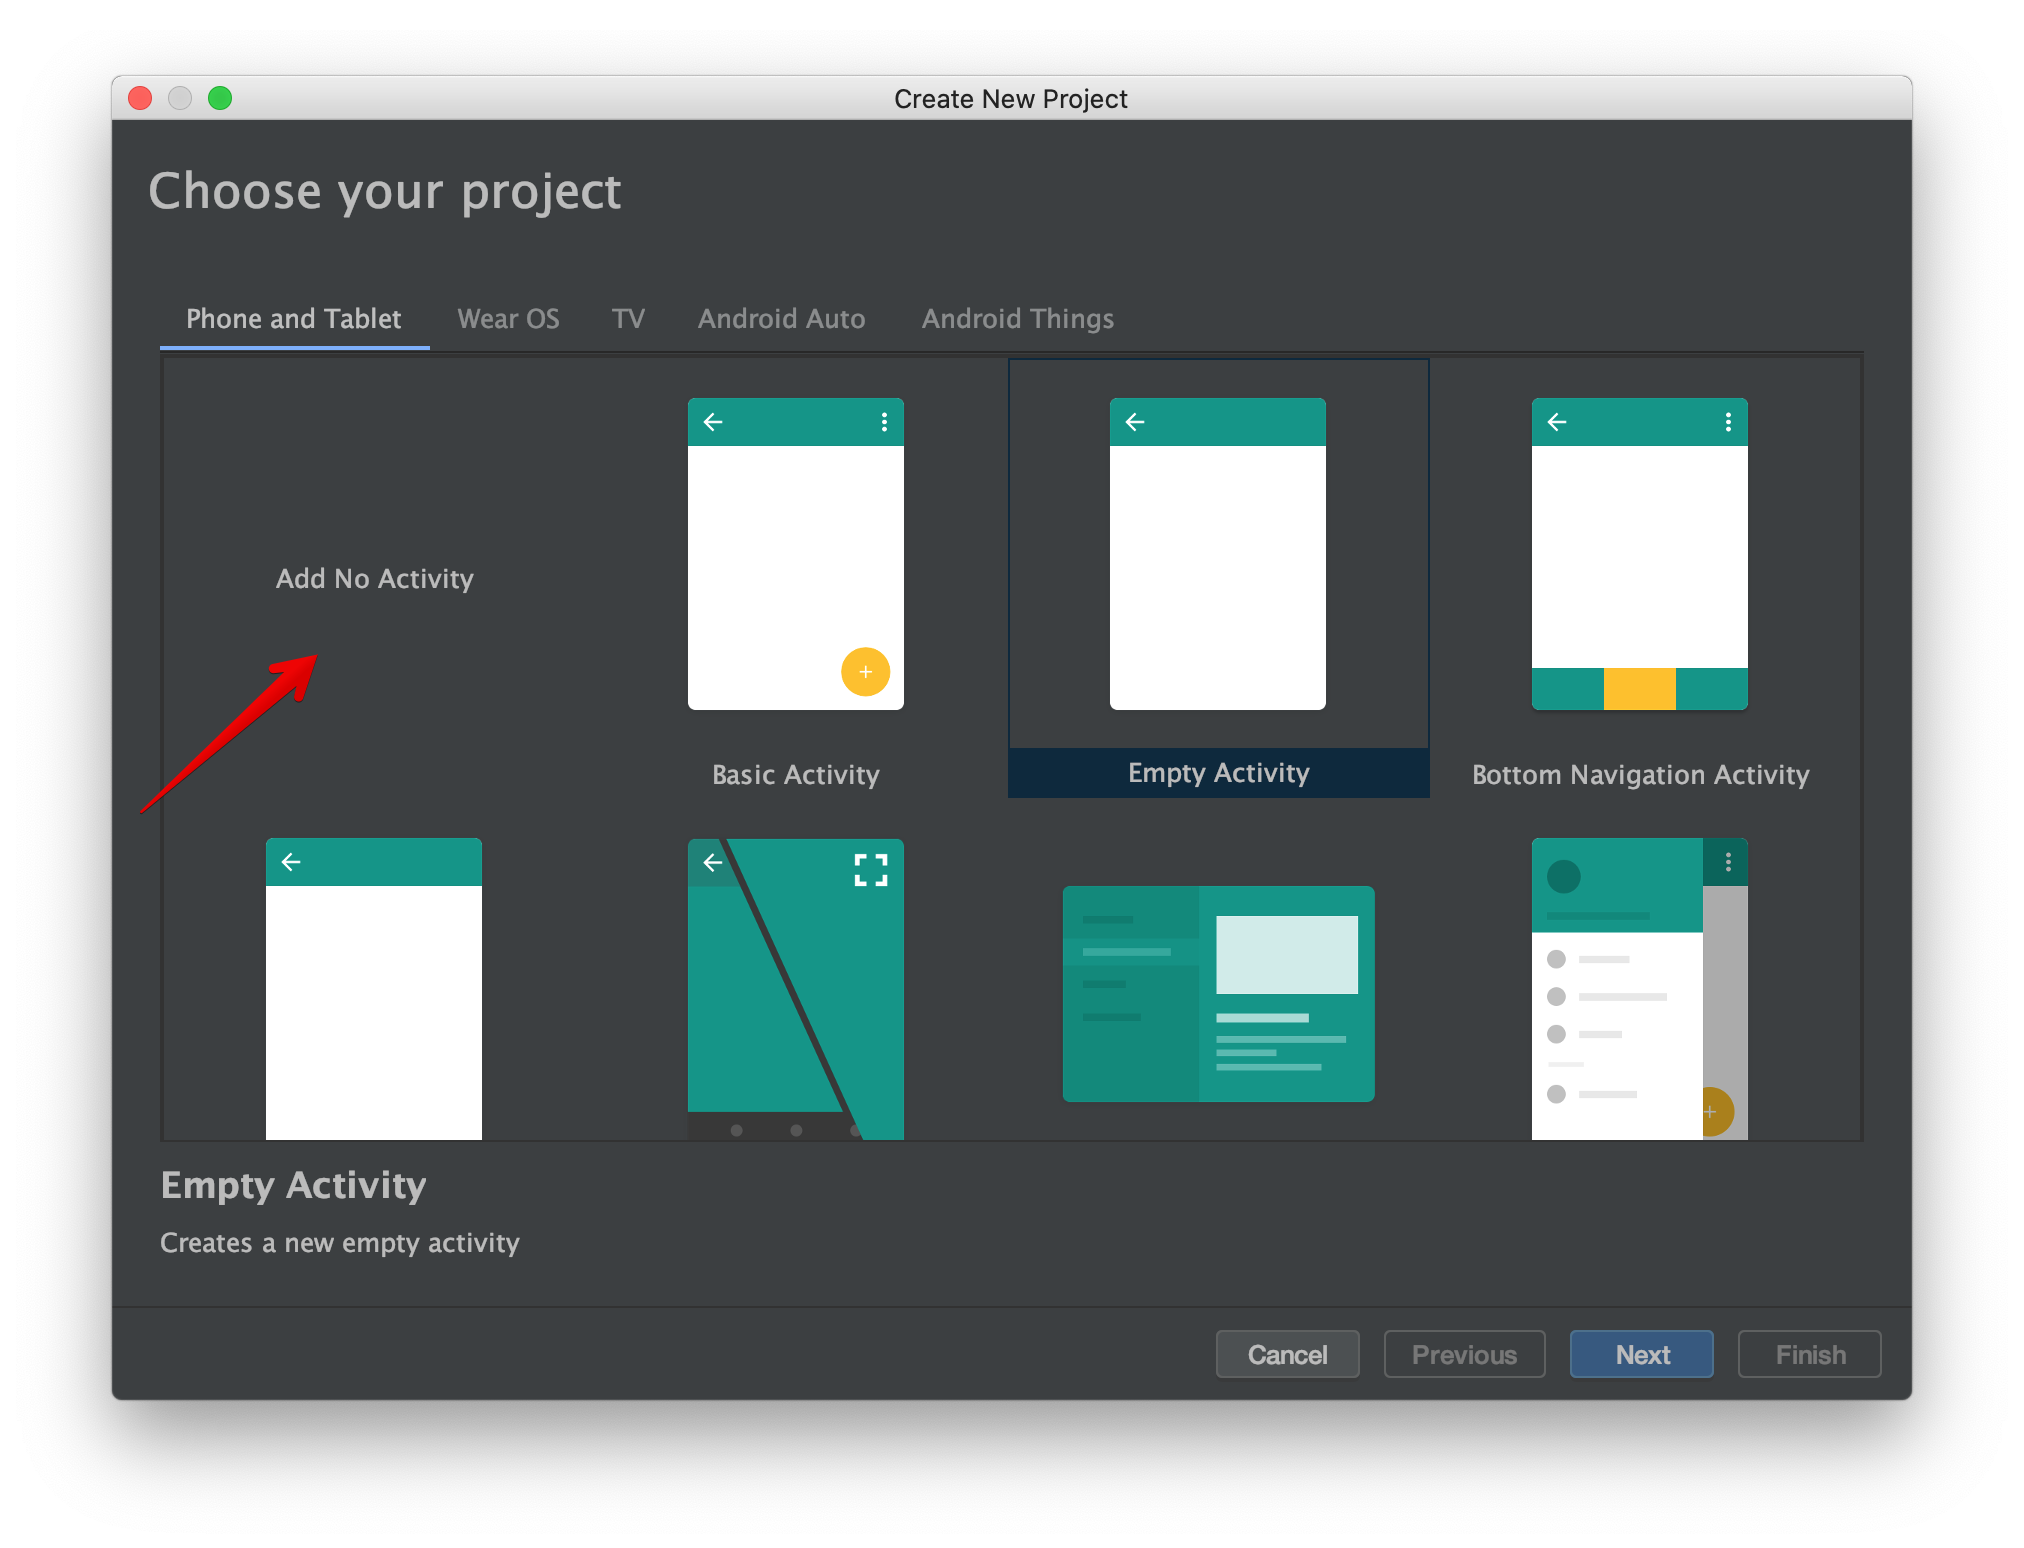 Create New Project
Choose your project
Phone and Tablet Wear OS TV Android Auto Android Things
Add No Activity
Basic Activity
Empty Activity
Bottom Navigation Activity
Empty Activity
Creates a new empty activity
Cancel Previous Next Finish